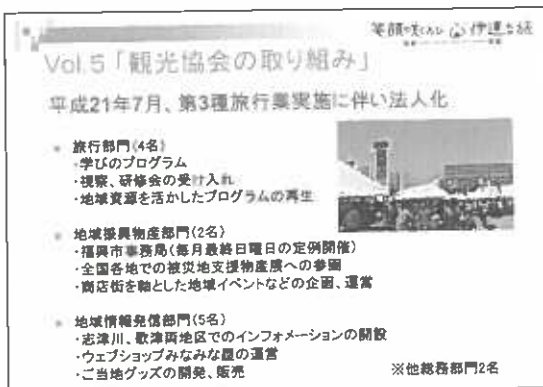 Vol.5「観光協会の取り組み」
平成21年7月、第3種旅行業実施に伴い法人化
旅行部門(4名)
・学びのプログラム
・視察、研修会の受け入れ
・地域資源を活かしたプログラムの再生
地域振興物産部門(2名)
・福興市事務局(毎月最終日曜日の定例開催)
・全国各地での被災地支援物産展への参画
・商店街を軸とした地域イベントなどの企画、運営
地域情報発信部門(5名)
・志津川、歌津両地区でのインフォメーションの開設
・ウェブショップみなみな屋の運営
・ご当地グッズの開発、販売
※他総務部門2名